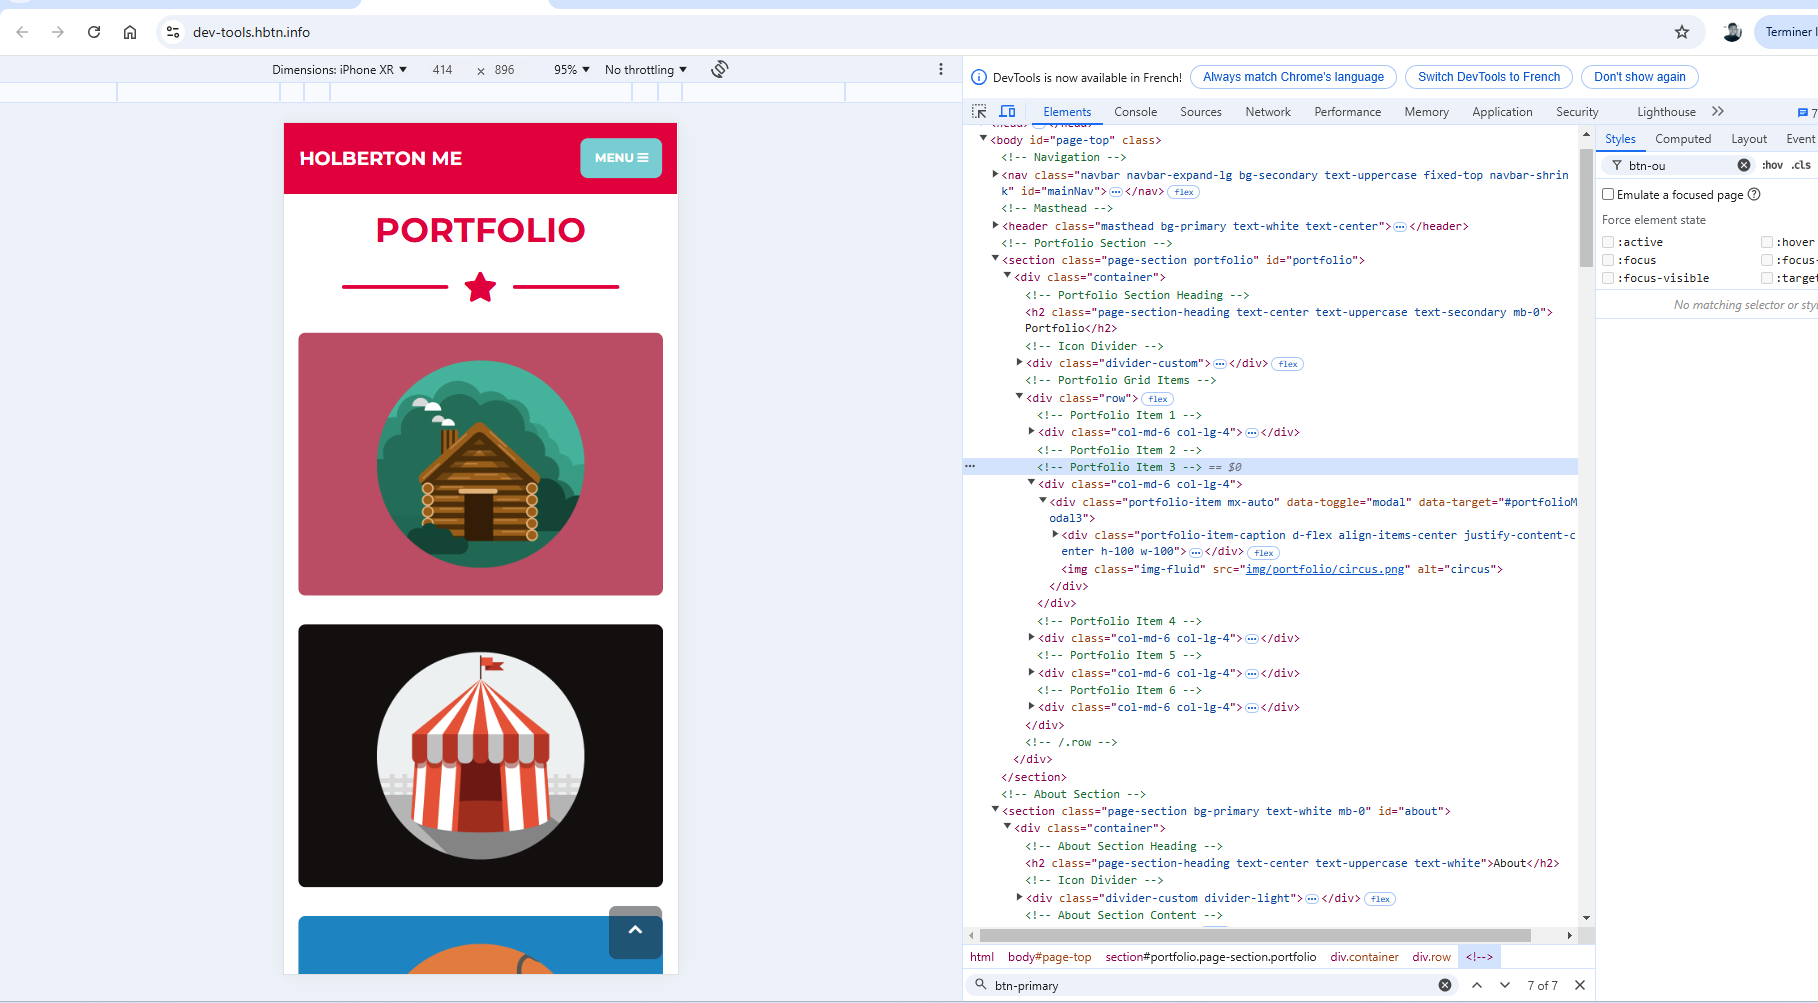 dev-tools.hbtn.info
Terminer l
Dimensions: iPhone XR
414
×
896
95%
No throttling
DevTools is now available in French!
Always match Chrome's language
Switch DevTools to French
Don't show again
Elements
Console
Sources
Network
Performance
Memory
Application
Security
Lighthouse
7
HOLBERTON ME
MENU
PORTFOLIO
<body id="page-top" class>
<!-- Navigation -->
<nav class="navbar navbar-expand-lg bg-secondary text-uppercase fixed-top navbar-shrin
k" id="mainNav">…</nav> flex
<!-- Masthead -->
<header class="masthead bg-primary text-white text-center">…</header>
<!-- Portfolio Section -->
<section class="page-section portfolio" id="portfolio">
<div class="container">
<!-- Portfolio Section Heading -->
<h2 class="page-section-heading text-center text-uppercase text-secondary mb-0">
Portfolio</h2>
<!-- Icon Divider -->
<div class="divider-custom">…</div> flex
<!-- Portfolio Grid Items -->
<div class="row"> flex
<!-- Portfolio Item 1 -->
<div class="col-md-6 col-lg-4">…</div>
<!-- Portfolio Item 2 -->
<!-- Portfolio Item 3 --> == $0
<div class="col-md-6 col-lg-4">
<div class="portfolio-item mx-auto" data-toggle="modal" data-target="#portfolioM
odal3">
<div class="portfolio-item-caption d-flex align-items-center justify-content-c
enter h-100 w-100">…</div> flex
<img class="img-fluid" src="img/portfolio/circus.png" alt="circus">
</div>
</div>
<!-- Portfolio Item 4 -->
<div class="col-md-6 col-lg-4">…</div>
<!-- Portfolio Item 5 -->
<div class="col-md-6 col-lg-4">…</div>
<!-- Portfolio Item 6 -->
<div class="col-md-6 col-lg-4">…</div>
</div>
<!-- /.row -->
</div>
</section>
<!-- About Section -->
<section class="page-section bg-primary text-white mb-0" id="about">
<div class="container">
<!-- About Section Heading -->
<h2 class="page-section-heading text-center text-uppercase text-white">About</h2>
<!-- Icon Divider -->
<div class="divider-custom divider-light">…</div> flex
<!-- About Section Content -->
html body#page-top section#portfolio.page-section.portfolio div.container div.row <!-->
btn-primary
7 of 7
Styles
Computed
Layout
Event
btn-ou
:hov
.cls
Emulate a focused page
Force element state
:active
:hover
:focus
:focus-
:focus-visible
:target
No matching selector or styl